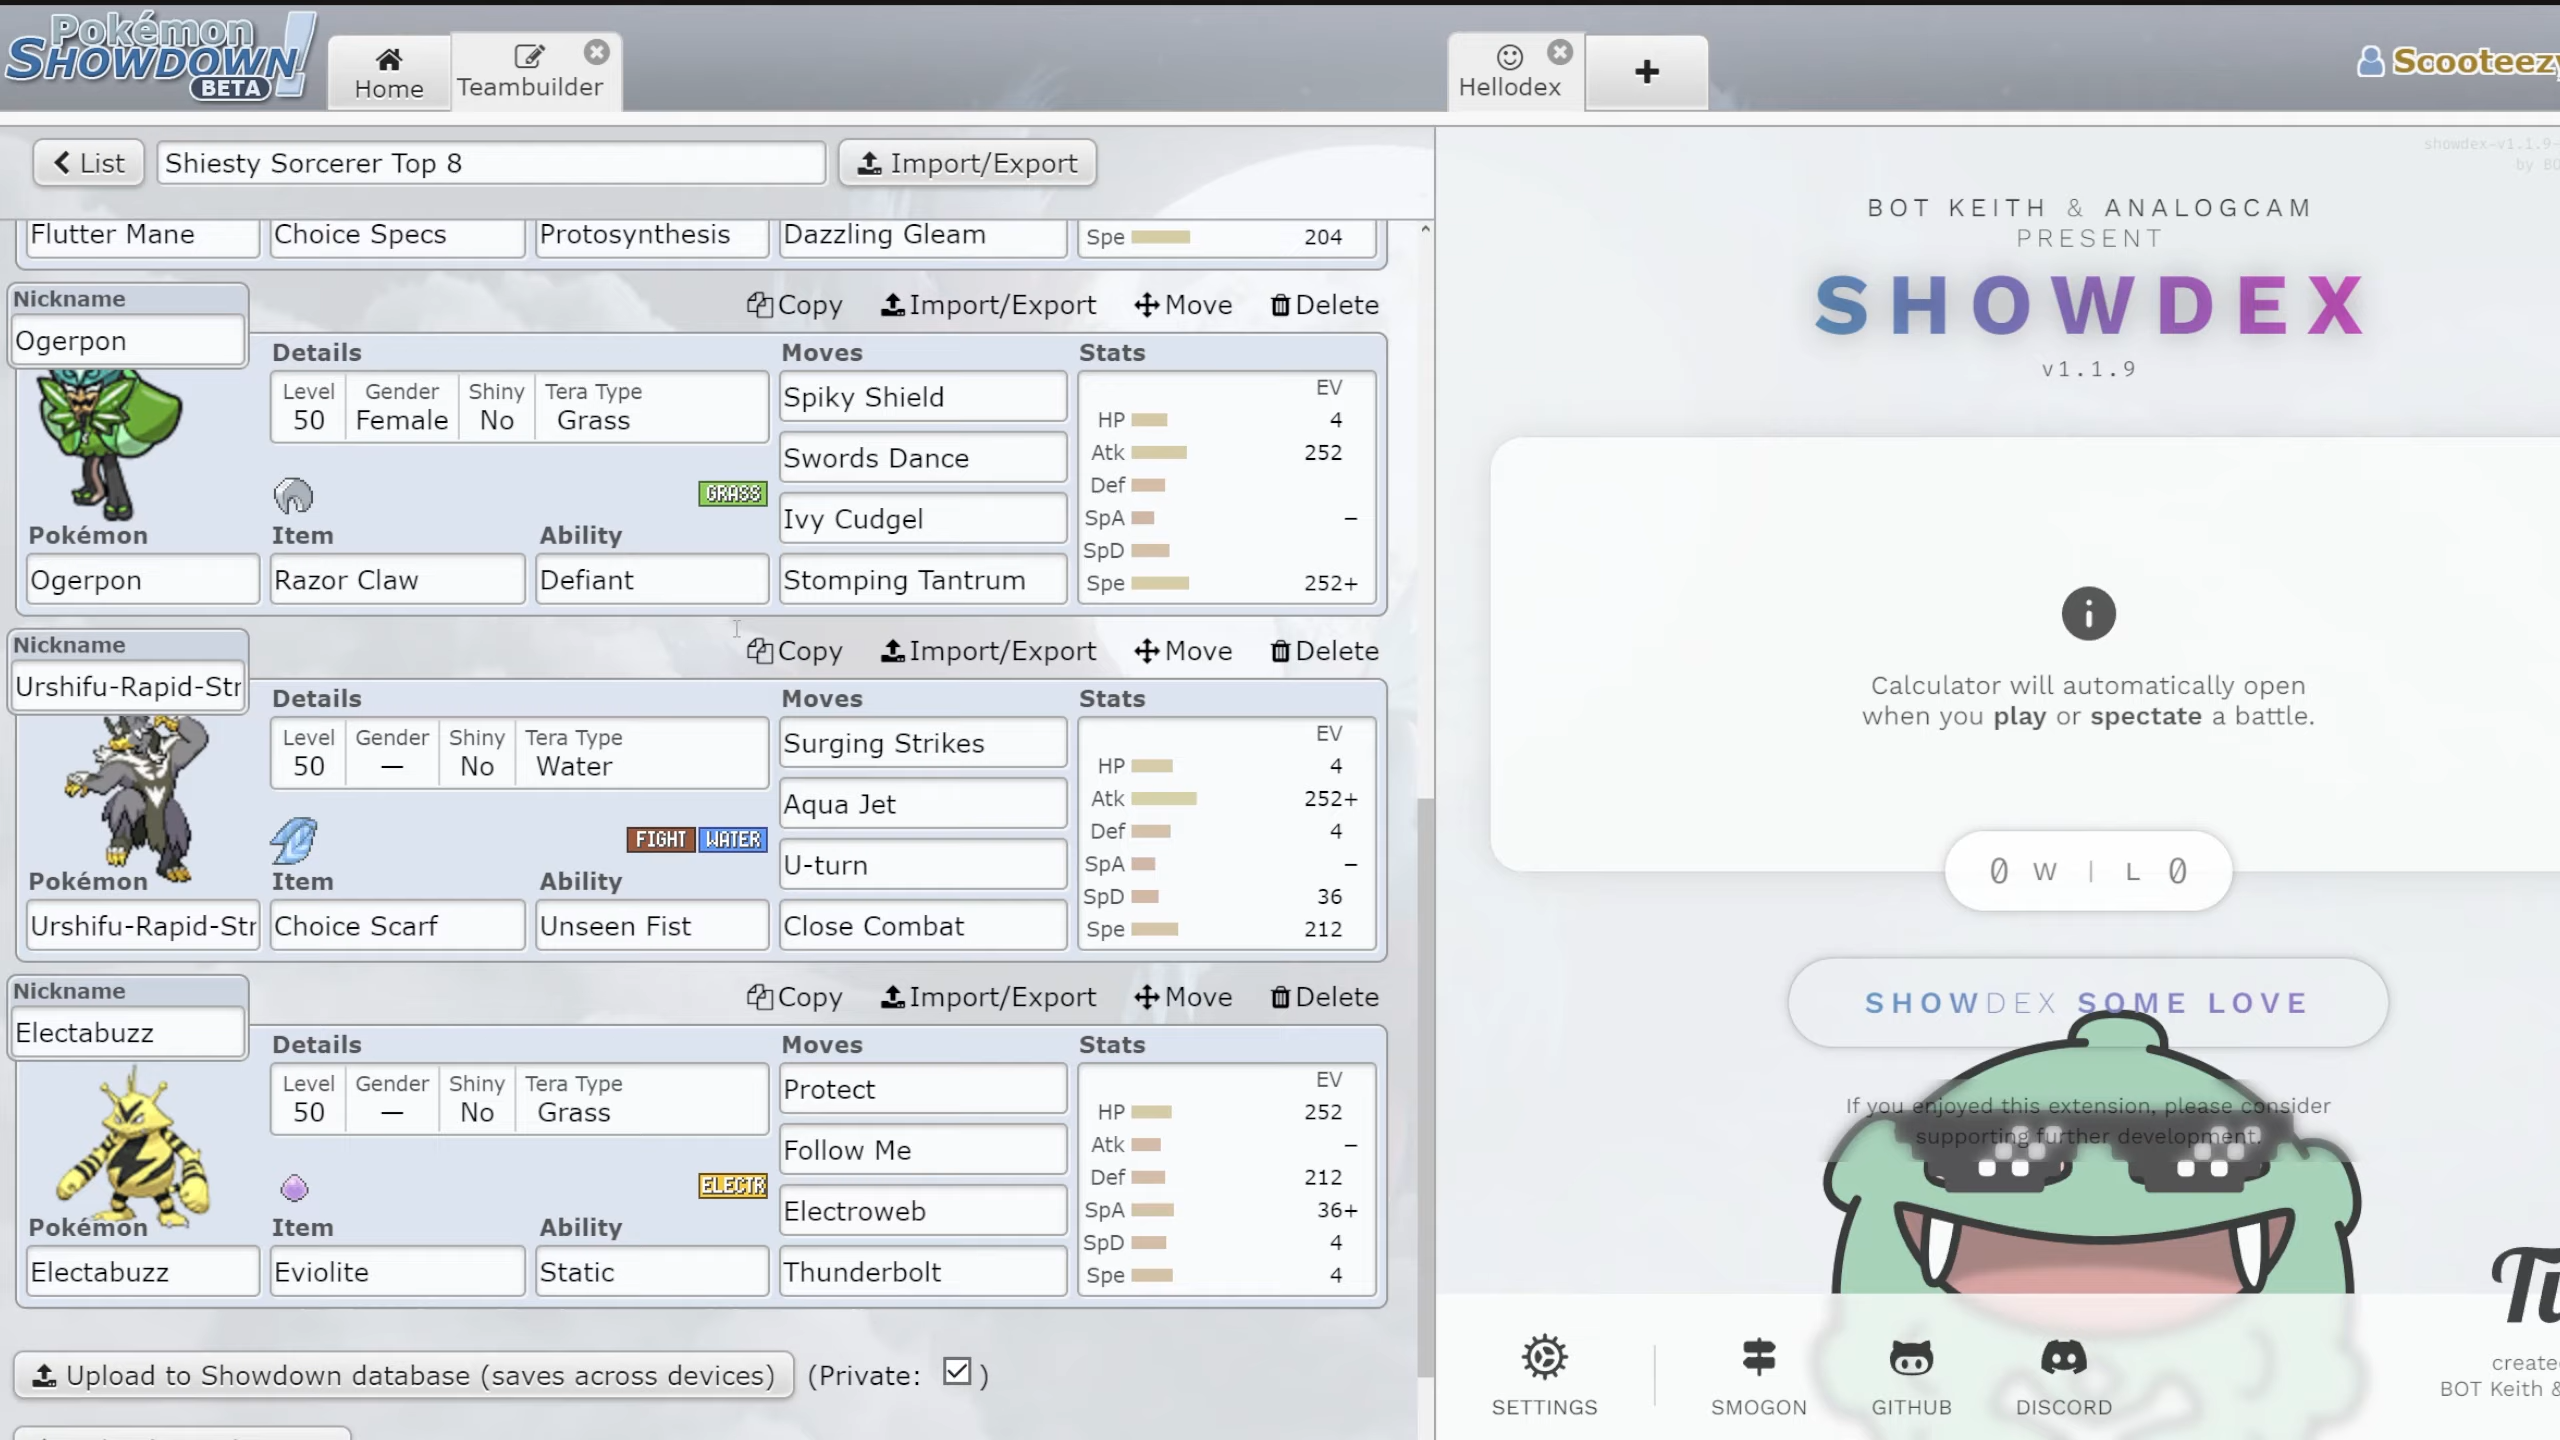 Pokémon
SHOWDOWN!
BETA
Home
Teambuilder
Hellodex
Scooteezy
List
Shiesty Sorcerer Top 8
Import/Export
Flutter Mane
Choice Specs
Protosynthesis
Dazzling Gleam
Spe 204
Nickname
Ogerpon
Copy Import/Export Move Delete
Details
Level Gender Shiny Tera Type
50 Female No Grass
GRASS
Pokémon Item Ability
Ogerpon Razor Claw Defiant
Moves
Spiky Shield
Swords Dance
Ivy Cudgel
Stomping Tantrum
Stats
EV
HP 4
Atk 252
Def
SpA –
SpD
Spe 252+
Nickname
Urshifu-Rapid-Str
Copy Import/Export Move Delete
Details
Level Gender Shiny Tera Type
50 — No Water
FIGHT WATER
Pokémon Item Ability
Urshifu-Rapid-Str Choice Scarf Unseen Fist
Moves
Surging Strikes
Aqua Jet
U-turn
Close Combat
Stats
EV
HP 4
Atk 252+
Def 4
SpA –
SpD 36
Spe 212
Nickname
Electabuzz
Copy Import/Export Move Delete
Details
Level Gender Shiny Tera Type
50 — No Grass
ELECTR
Pokémon Item Ability
Electabuzz Eviolite Static
Moves
Protect
Follow Me
Electroweb
Thunderbolt
Stats
EV
HP 252
Atk –
Def 212
SpA 36+
SpD 4
Spe 4
Upload to Showdown database (saves across devices) (Private: )
showdex-v1.1.9-
by BO
BOT KEITH & ANALOGCAM
PRESENT
SHOWDEX
v1.1.9
Calculator will automatically open
when you play or spectate a battle.
0 W | L 0
SHOWDEX SOME LOVE
If you enjoyed this extension, please consider
supporting further development.
SETTINGS
SMOGON
GITHUB
DISCORD
create
BOT Keith &